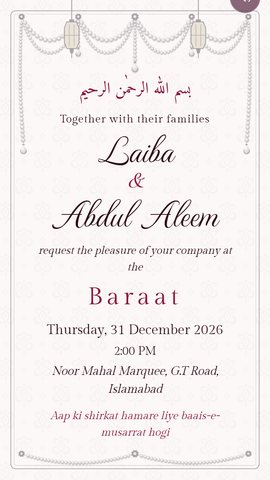 بسم الله الرحمٰن الرحيم
Together with their families
Laiba
&
Abdul Aleem
request the pleasure of your company at
the
Baraat
Thursday, 31 December 2026
2:00 PM
Noor Mahal Marquee, G.T Road,
Islamabad
Aap ki shirkat hamare liye baais-e-
musarrat hogi